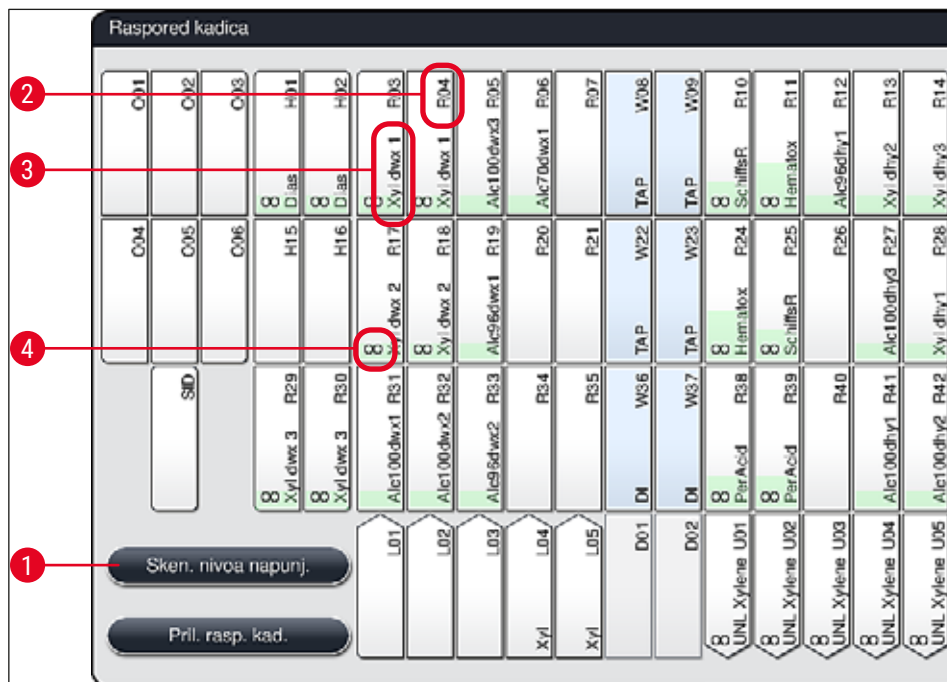 Raspored kadica
C01
C02
C03
H01
∞ Dias
H02
∞ Dias
R03
∞ Xyl dwx 1
R04
∞ Xyl dwx 1
R05
Alc100dwx3
R06
Alc70dwx1
R07
W08
TAP
W09
TAP
R10
∞ SchiffsR
R11
∞ Hematox
R12
Alc96dhy1
R13
Xyl dhy2
R14
Xyl dhy3
C04
C05
C06
H15
H16
R17
∞ Xyl dwx 2
R18
∞ Xyl dwx 2
R19
Alc96dwx1
R20
R21
W22
TAP
W23
TAP
R24
∞ Hematox
R25
∞ SchiffsR
R26
R27
Alc100dhy3
R28
Xyl dhy1
SID
R29
∞ Xyl dwx 3
R30
∞ Xyl dwx 3
R31
Alc100dwx1
R32
Alc100dwx2
R33
Alc96dwx2
R34
R35
W36
DI
W37
DI
R38
∞ PerAcid
R39
∞ PerAcid
R40
R41
Alc100dhy1
R42
Alc100dhy2
L01
L02
L03
L04
Xyl
L05
Xyl
D01
D02
U01
∞ UNL Xylene
U02
∞ UNL Xylene
U03
∞ UNL Xylene
U04
∞ UNL Xylene
U05
∞ UNL Xylene
Sken. nivoa napunj.
Pril. rasp. kad.
2
3
4
1